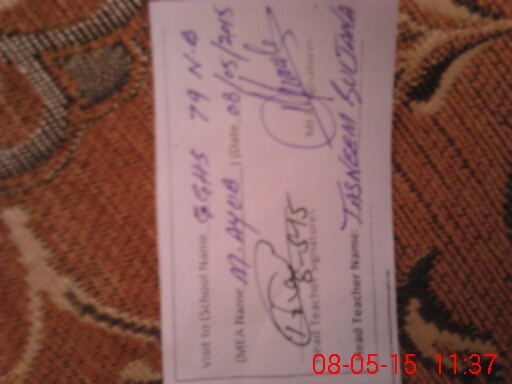 Visit to (School Name GGHS 79 N-B
(MEA Name M. AYUB ) (Date 08/05/2015
Head Teacher Signatures
Head Teacher Name TASNEEM SULTANA
08-05-15 11:37